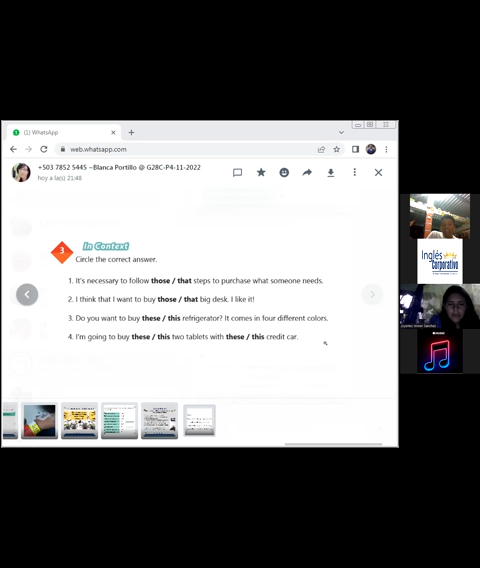 (1) WhatsApp
web.whatsapp.com
+503 7852 5445 ~Blanca Portillo @ G28C-P4-11-2022
hoy a la(s) 21:48
3
In Context
Circle the correct answer.
1. It's necessary to follow those / that steps to purchase what someone needs.
2. I think that I want to buy those / that big desk. I like it!
3. Do you want to buy these / this refrigerator? It comes in four different colors.
4. I'm going to buy these / this two tablets with these / this credit car.
Inglés
corporativo